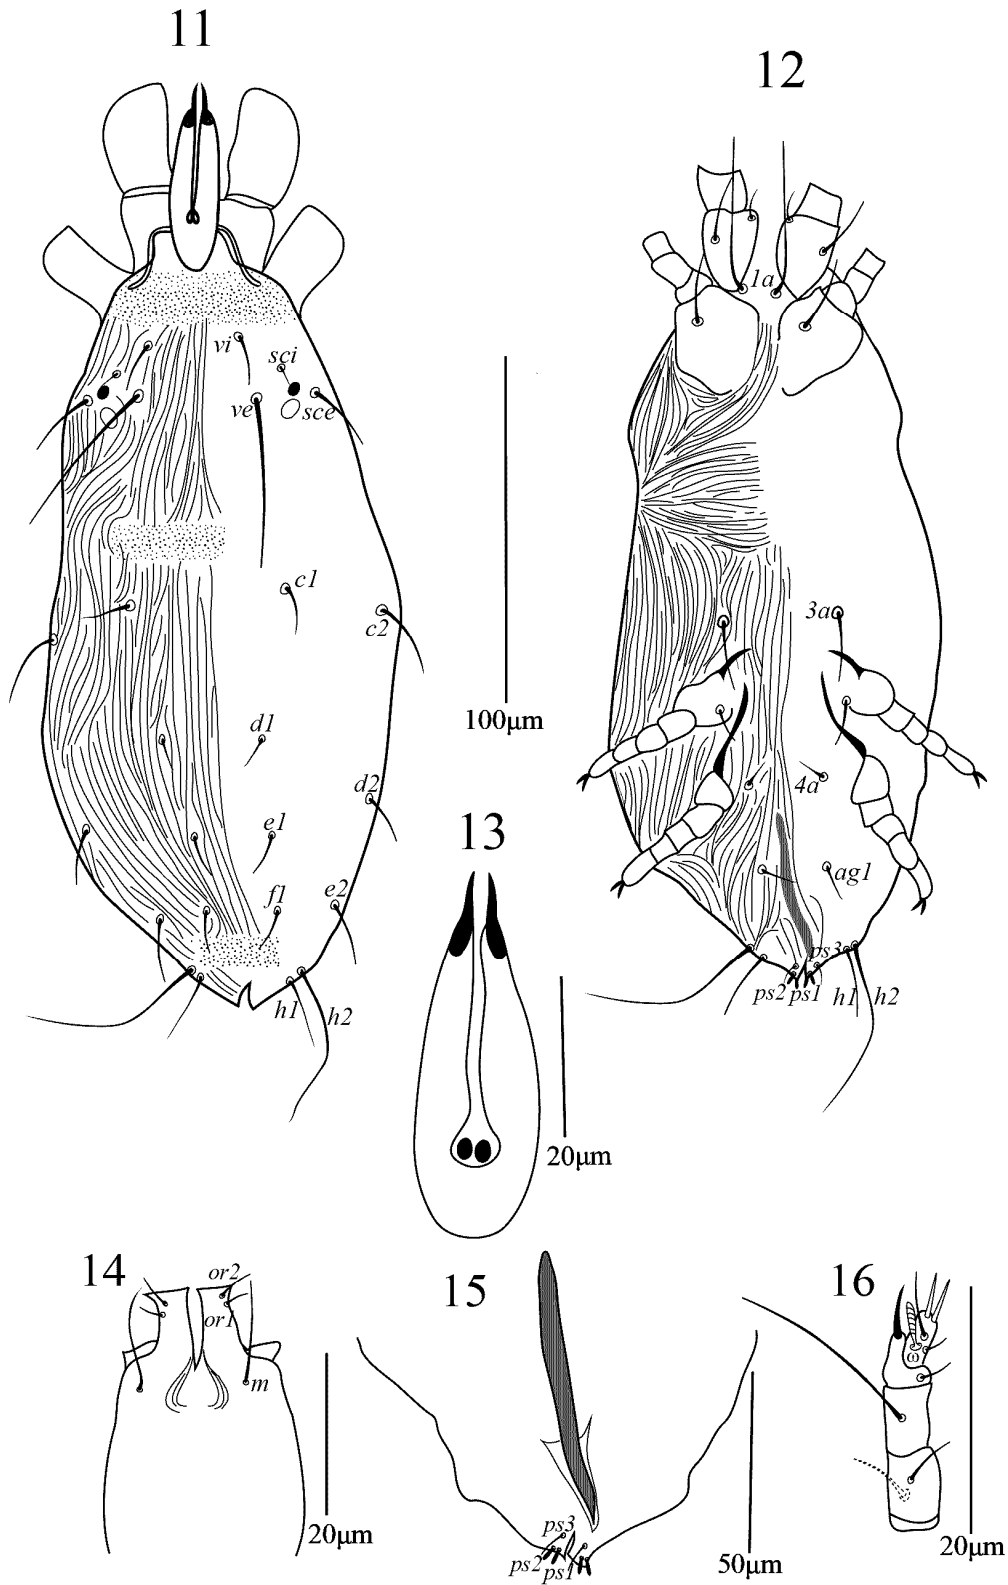 11
12
vi
sci
ve
sce
c1
c2
d1
d2
e1
f1
e2
h1
h2
100μm
1a
3a
4a
ag1
ps3
ps2
ps1
h1
h2
13
20μm
14
or2
or1
m
20μm
15
ps3
ps2
ps1
50μm
16
ω
20μm